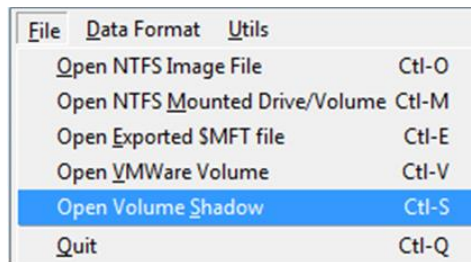 File Data Format Utils
Open NTFS Image File Ctl-O
Open NTFS Mounted Drive/Volume Ctl-M
Open Exported $MFT file Ctl-E
Open VMWare Volume Ctl-V
Open Volume Shadow Ctl-S
Quit Ctl-Q